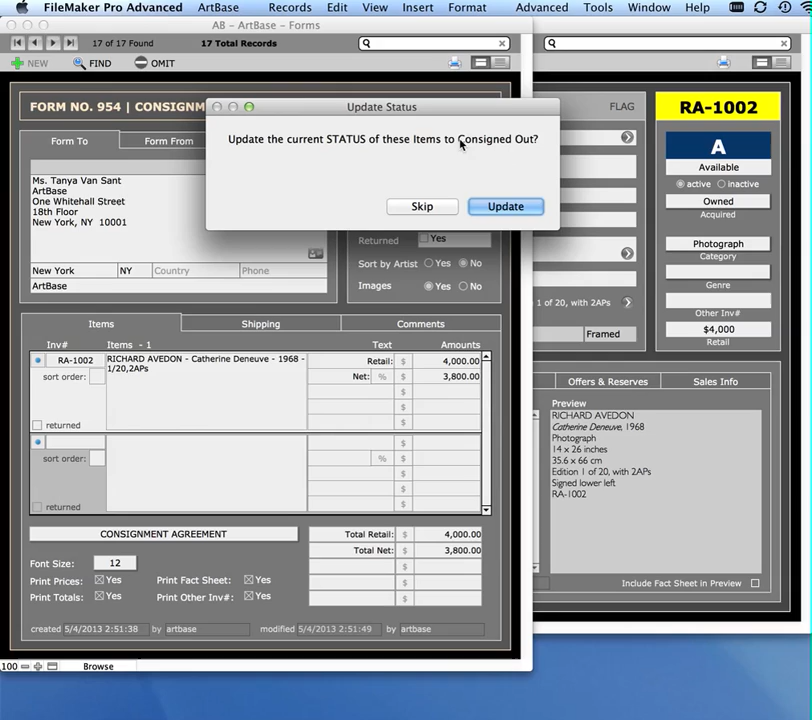 FileMaker Pro Advanced ArtBase Records Edit View Insert Format Advanced Tools Window Help
AB - ArtBase - Forms
17 of 17 Found 17 Total Records
NEW FIND OMIT
FORM NO. 954 | CONSIGNM
FLAG
RA-1002
Update Status
Update the current STATUS of these Items to Consigned Out?
Skip Update
Form To Form From
Ms. Tanya Van Sant
ArtBase
One Whitehall Street
18th Floor
New York, NY 10001
New York NY Country Phone
ArtBase
Returned Yes
Sort by Artist Yes No
Images Yes No
A
Available
active inactive
Owned
Acquired
Photograph
Category
Genre
Other Inv#
$4,000
Retail
1 of 20, with 2APs
Framed
Items Shipping Comments
Inv# Items - 1 Text Amounts
RA-1002 RICHARD AVEDON - Catherine Deneuve - 1968 - Retail: $ 4,000.00
sort order: 1/20,2APs Net: % 3,800.00
$
$
returned $
$
sort order: % $
$
$
returned $
CONSIGNMENT AGREEMENT
Total Retail: $ 4,000.00
Total Net: $ 3,800.00
$
$
$
Font Size: 12
Print Prices: Yes Print Fact Sheet: Yes
Print Totals: Yes Print Other Inv#: Yes
created 5/4/2013 2:51:38 by artbase modified 5/4/2013 2:51:49 by artbase
100 Browse
Offers & Reserves Sales Info
Preview
RICHARD AVEDON
Catherine Deneuve, 1968
Photograph
14 x 26 inches
35.6 x 66 cm
Edition 1 of 20, with 2APs
Signed lower left
RA-1002
Include Fact Sheet in Preview